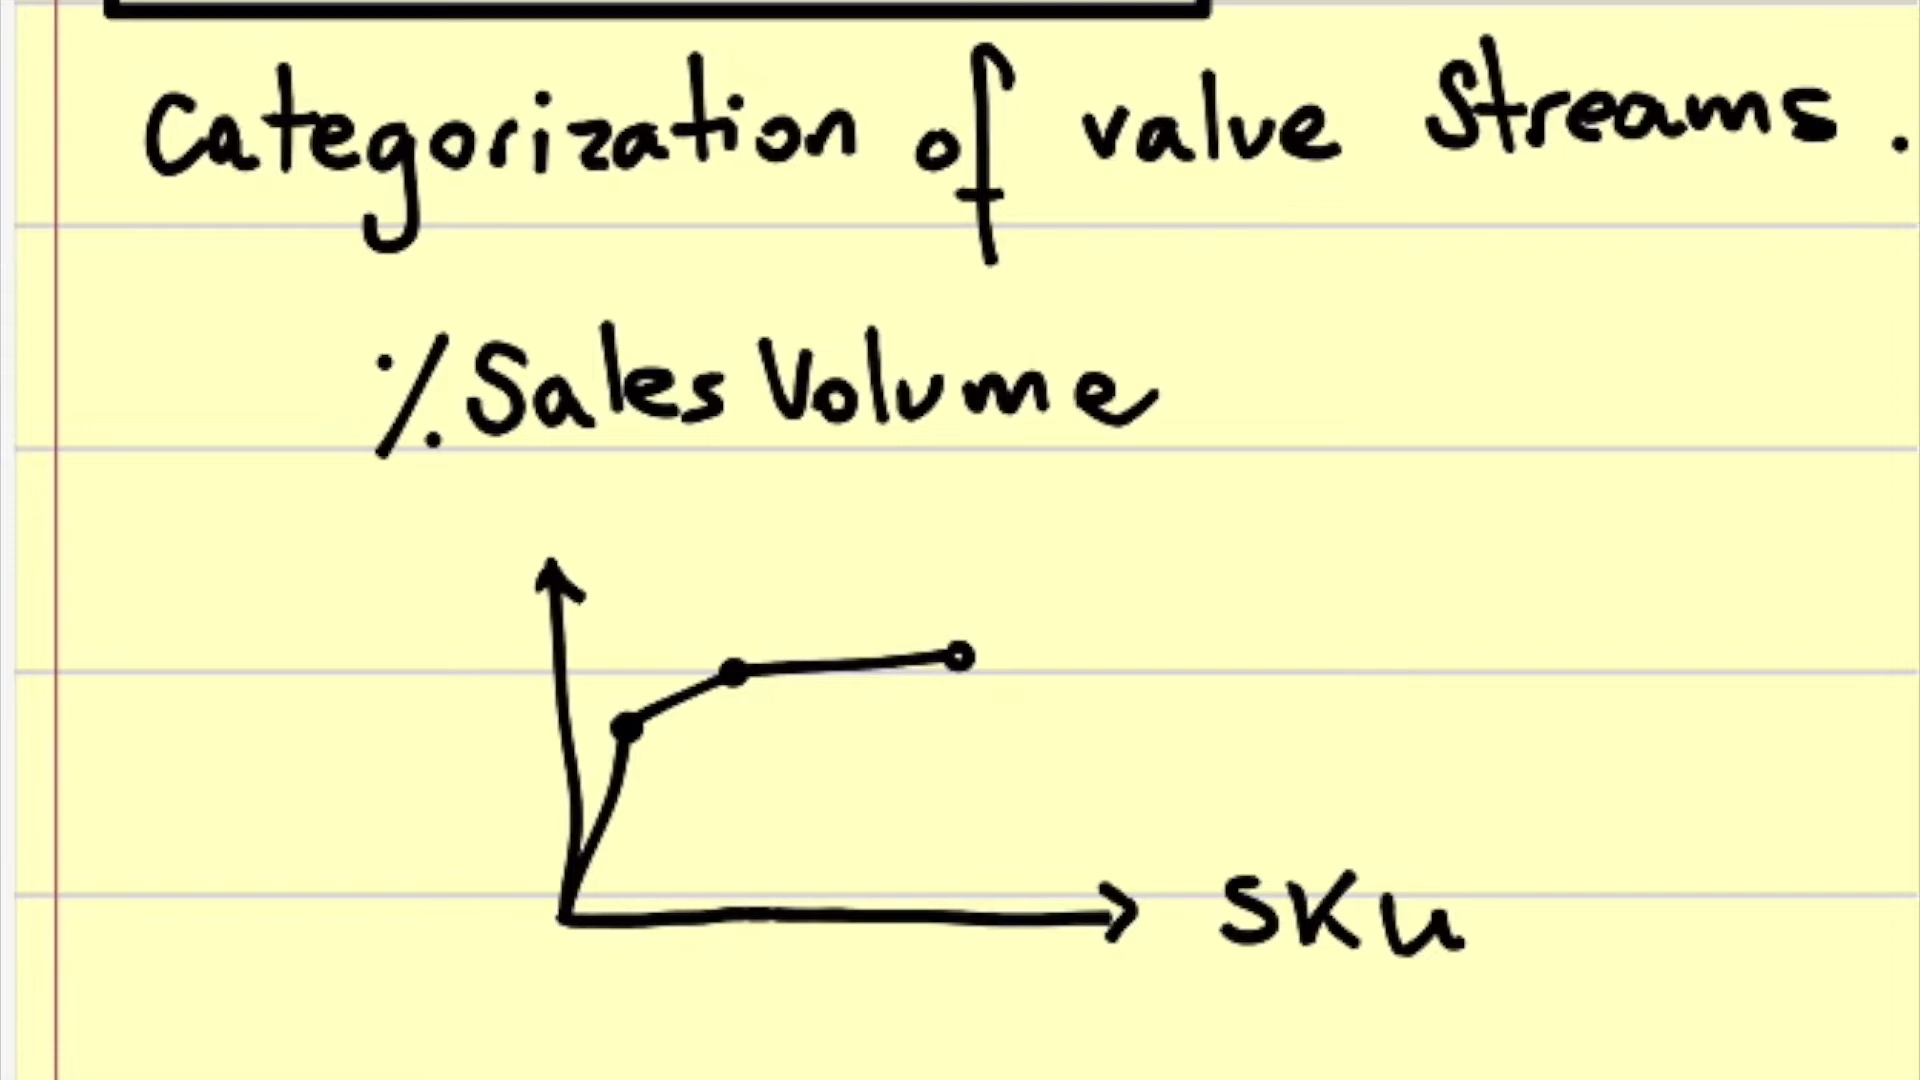 Categorization of value Streams.
% Sales Volume
SKU